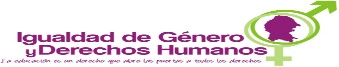 Igualdad de Género
y Derechos Humanos
La educación es un derecho que abre las puertas a todos los derechos